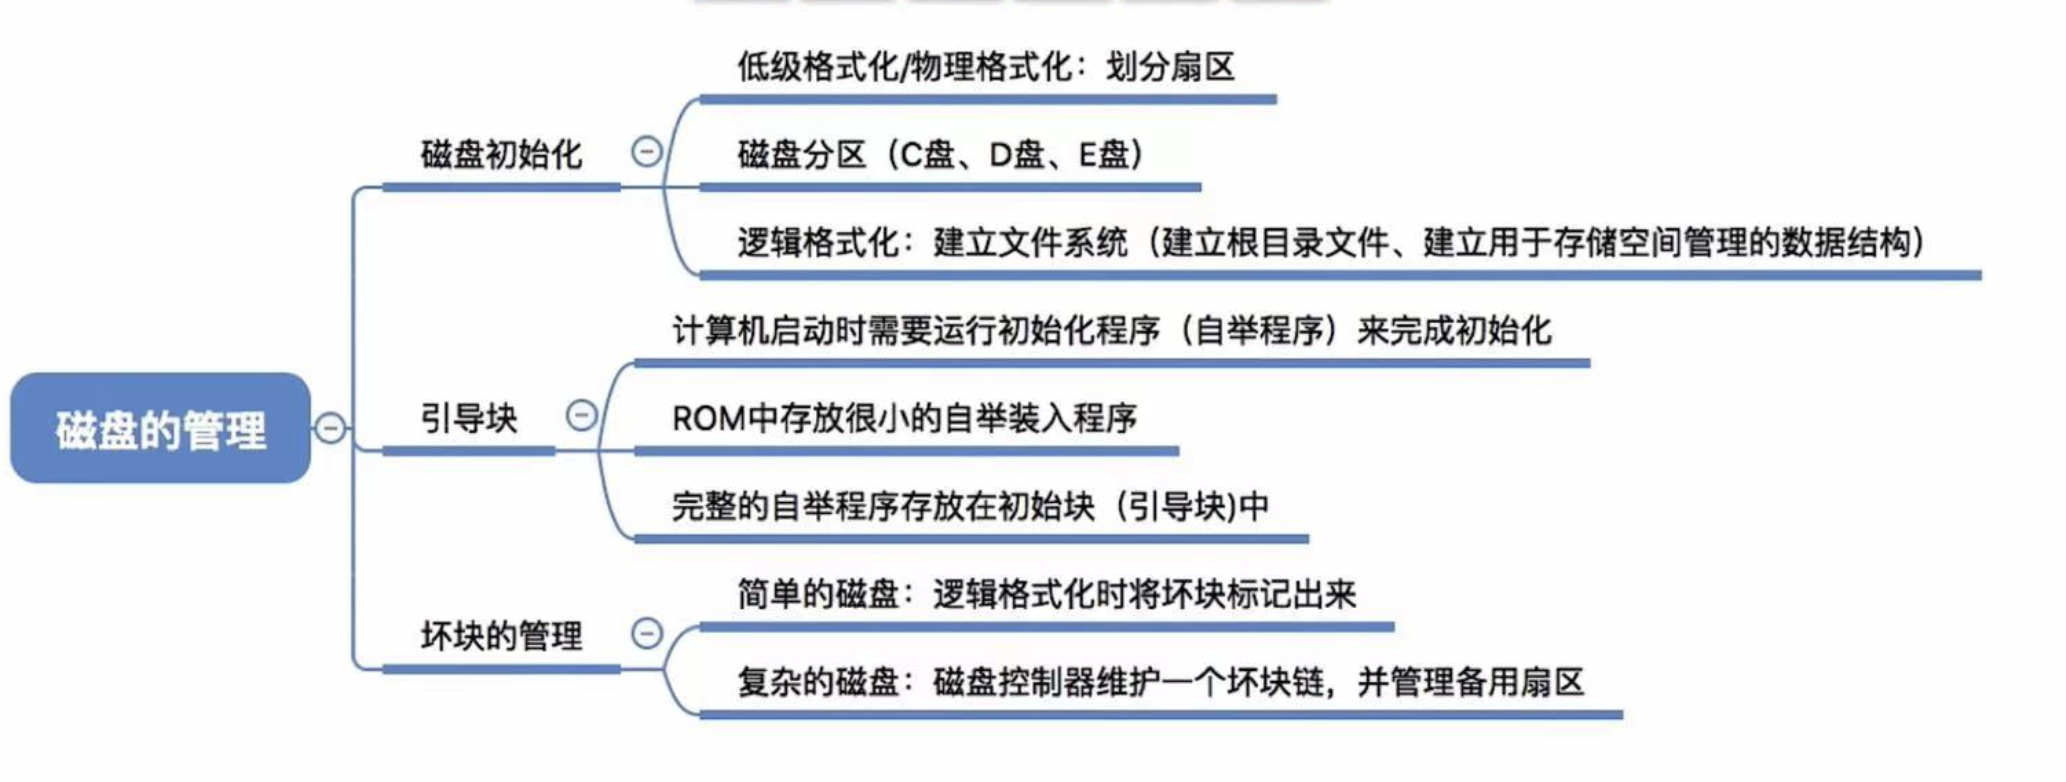 低级格式化/物理格式化：划分扇区
磁盘初始化
磁盘分区（C盘、D盘、E盘）
逻辑格式化：建立文件系统（建立根目录文件、建立用于存储空间管理的数据结构）
计算机启动时需要运行初始化程序（自举程序）来完成初始化
磁盘的管理
引导块
ROM中存放很小的自举装入程序
完整的自举程序存放在初始块（引导块)中
简单的磁盘：逻辑格式化时将坏块标记出来
坏块的管理
复杂的磁盘：磁盘控制器维护一个坏块链，并管理备用扇区